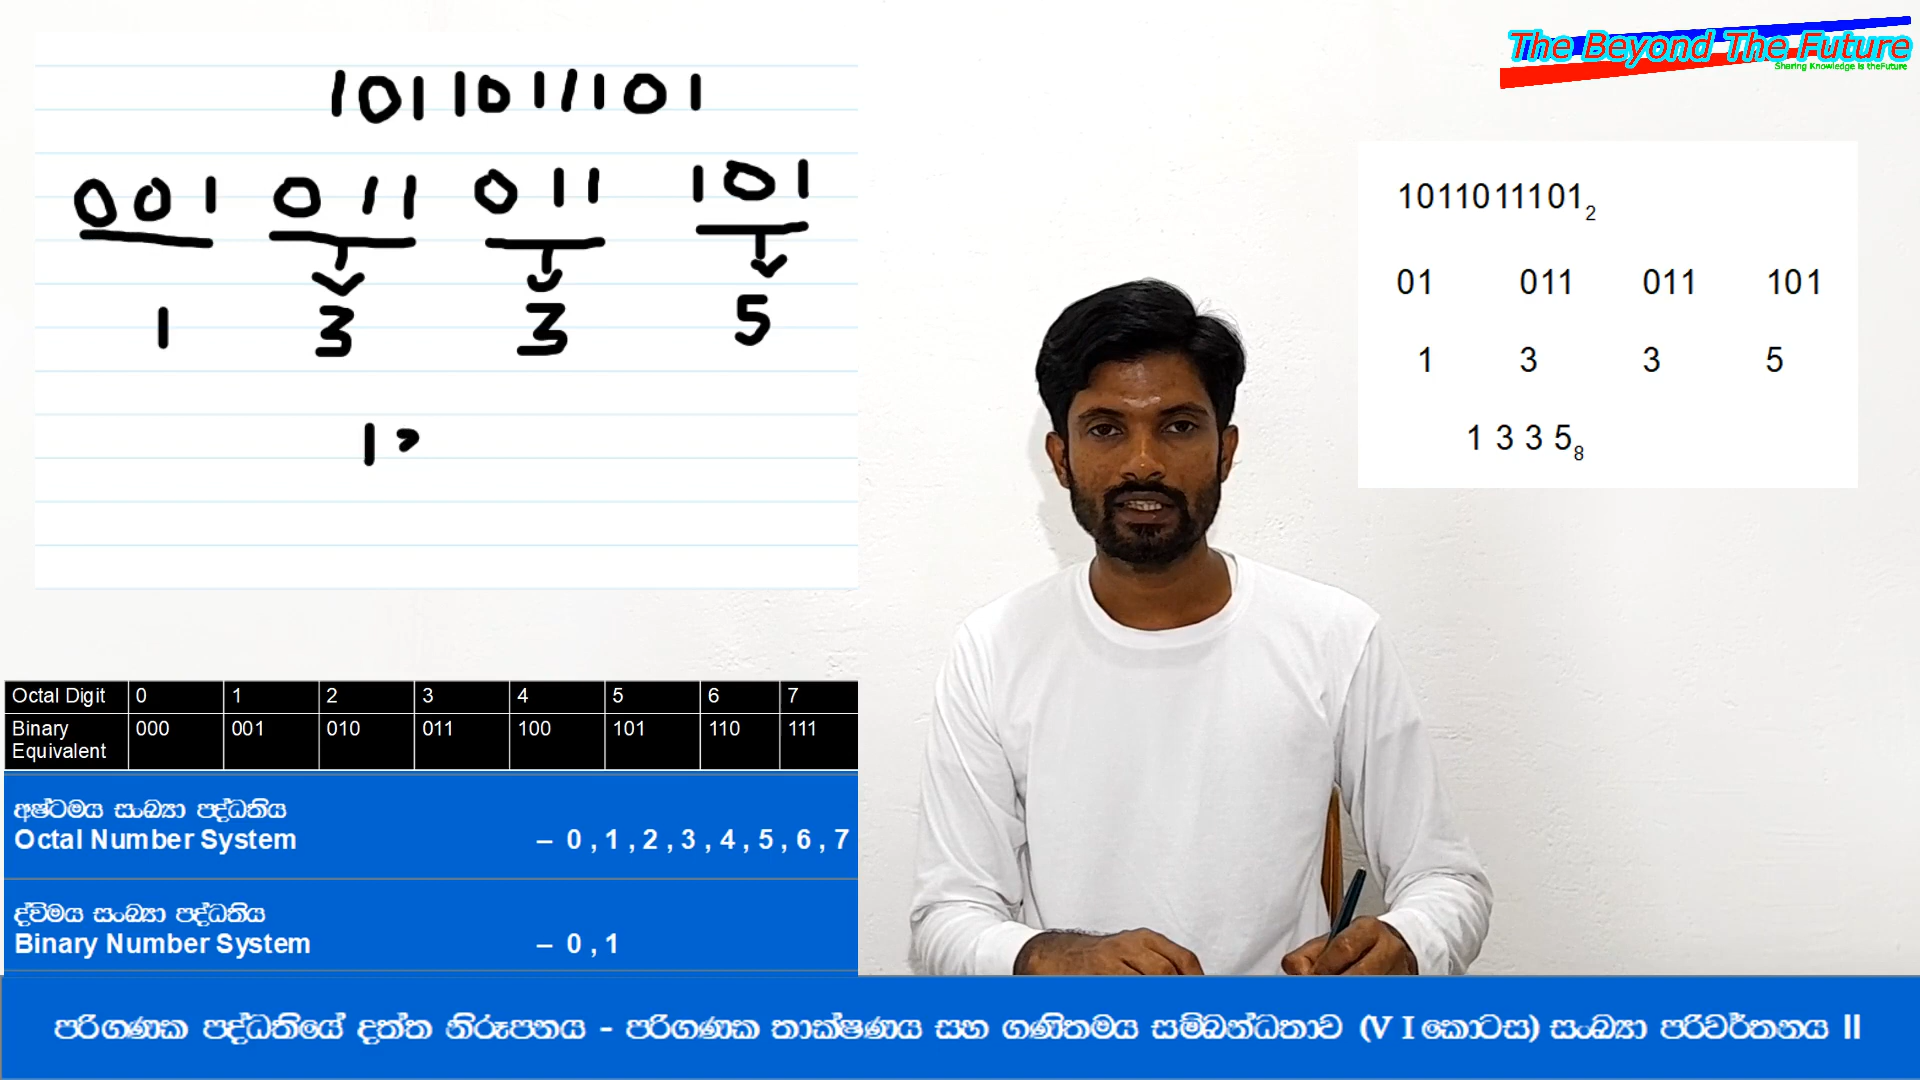 The Beyond The Future
Sharing Knowledge is theFuture
1011011101
001 011 011 101
1 3 3 5
1
1011011101₂
01 011 011 101
1 3 3 5
1 3 3 5₈
Octal Digit 0 1 2 3 4 5 6 7
Binary Equivalent 000 001 010 011 100 101 110 111
අෂ්ටමය සංඛ්‍යා පද්ධතිය
Octal Number System – 0 , 1 , 2 , 3 , 4 , 5 , 6 , 7
ද්විමය සංඛ්‍යා පද්ධතිය
Binary Number System – 0 , 1
පරිගණක පද්ධතියේ දත්ත නිරූපනය - පරිගණක තාක්ෂණය සහ ගණිතමය සම්බන්ධතාව (V I කොටස) සංඛ්‍යා පරිවර්තනය II